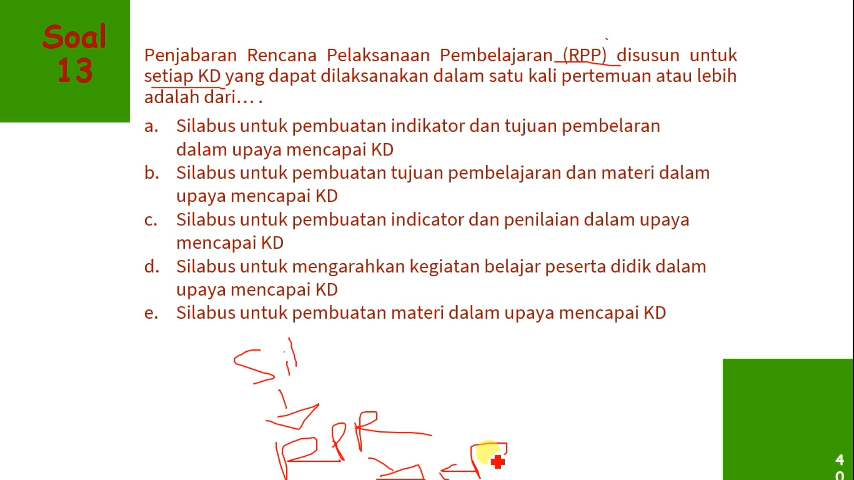 Soal
13
Penjabaran Rencana Pelaksanaan Pembelajaran (RPP) disusun untuk
setiap KD yang dapat dilaksanakan dalam satu kali pertemuan atau lebih
adalah dari... .
a. Silabus untuk pembuatan indikator dan tujuan pembelaran
dalam upaya mencapai KD
b. Silabus untuk pembuatan tujuan pembelajaran dan materi dalam
upaya mencapai KD
c. Silabus untuk pembuatan indicator dan penilaian dalam upaya
mencapai KD
d. Silabus untuk mengarahkan kegiatan belajar peserta didik dalam
upaya mencapai KD
e. Silabus untuk pembuatan materi dalam upaya mencapai KD
Sil
4
0